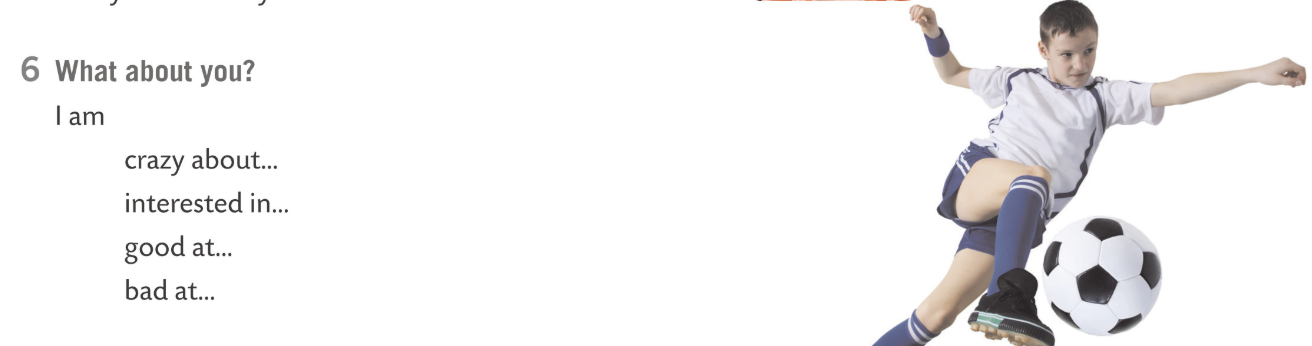 6 What about you?
I am
crazy about...
interested in...
good at...
bad at...